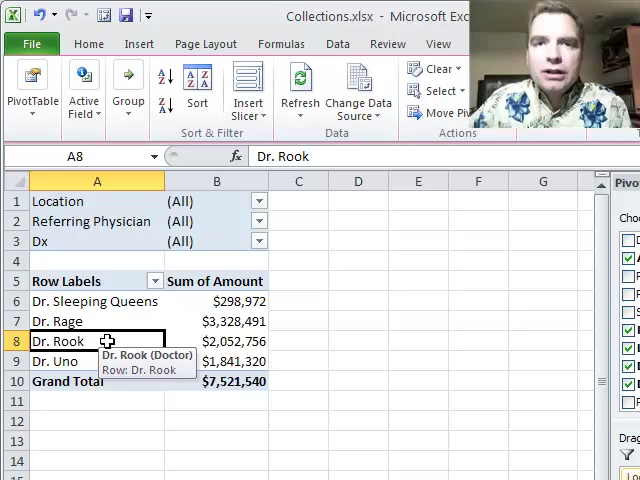 Collections.xlsx - Microsoft Exc
File Home Insert Page Layout Formulas Data Review View
PivotTable Active Field Group Sort Insert Slicer Refresh Change Data Source Clear Select Move Piv
Sort & Filter Data Actions
A8 fx Dr. Rook
A B C D E F G
1 Location (All)
2 Referring Physician (All)
3 Dx (All)
4
5 Row Labels Sum of Amount
6 Dr. Sleeping Queens $298,972
7 Dr. Rage $3,328,491
8 Dr. Rook $2,052,756
Dr. Rook (Doctor)
9 Dr. Uno $1,841,320
Row: Dr. Rook
10 Grand Total $7,521,540
11
12
13
14
Pivo
Choo
Drag